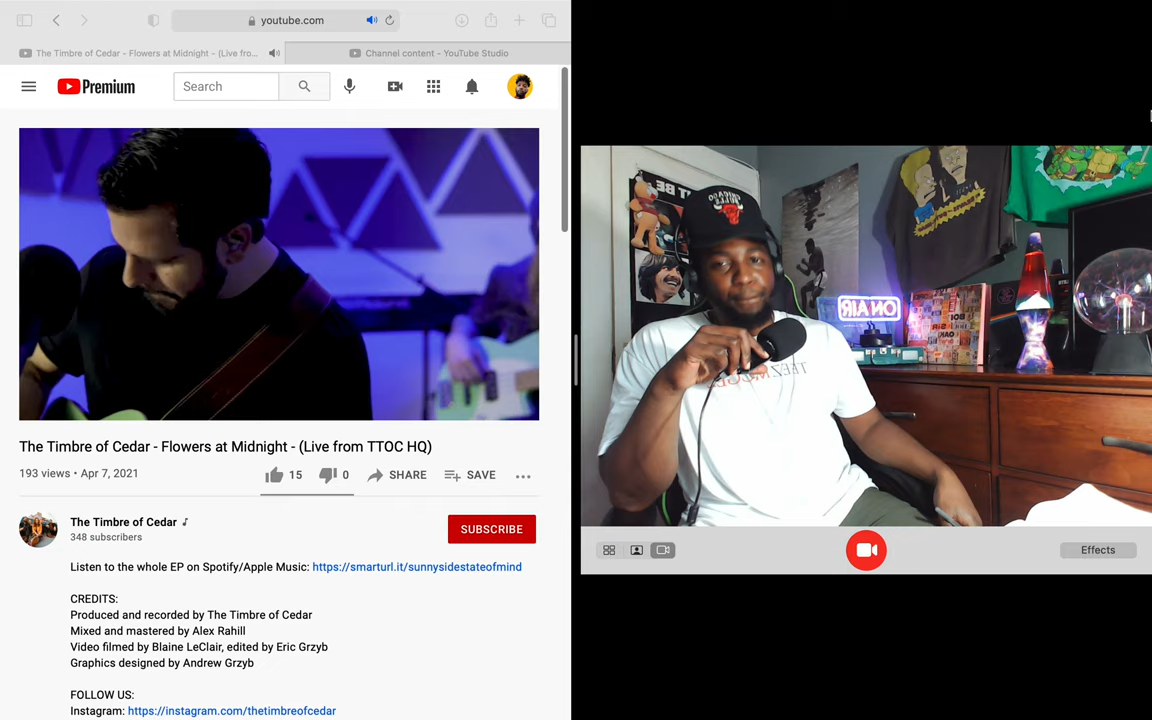 youtube.com
The Timbre of Cedar - Flowers at Midnight - (Live fro...
Channel content - YouTube Studio
Premium
Search
The Timbre of Cedar - Flowers at Midnight - (Live from TTOC HQ)
193 views • Apr 7, 2021
15
0
SHARE
SAVE
The Timbre of Cedar
348 subscribers
SUBSCRIBE
Listen to the whole EP on Spotify/Apple Music: https://smarturl.it/sunnysidestateofmind
CREDITS:
Produced and recorded by The Timbre of Cedar
Mixed and mastered by Alex Rahill
Video filmed by Blaine LeClair, edited by Eric Grzyb
Graphics designed by Andrew Grzyb
FOLLOW US:
Instagram: https://instagram.com/thetimbreofcedar
CHICAGO
BULLS
ON AIR
Effects